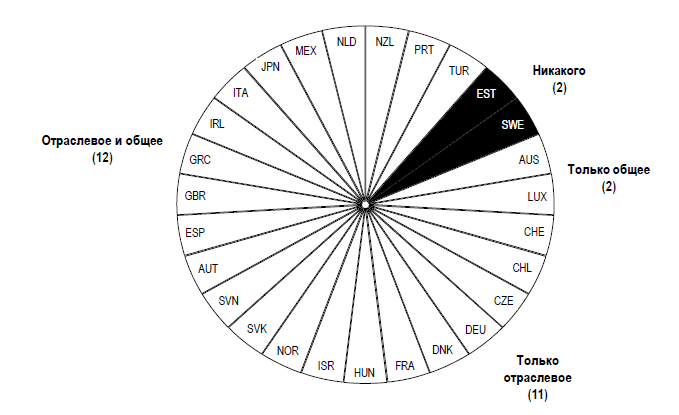 NLD
NZL
MEX
PRT
JPN
TUR
Никакого
(2)
ITA
EST
IRL
SWE
Отраслевое и общее
(12)
GRC
AUS
Только общее
(2)
GBR
LUX
ESP
CHE
AUT
CHL
SVN
CZE
SVK
DEU
NOR
DNK
ISR
HUN
FRA
Только
отраслевое
(11)